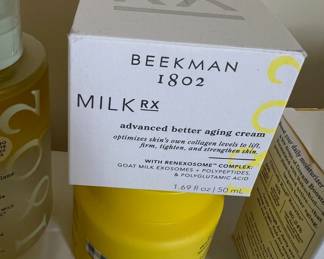 BEEKMAN
1802
MILK RX
advanced better aging cream
optimizes skin's own collagen levels to lift,
firm, tighten, and strengthen skin
WITH RENEXOSOME™ COMPLEX:
GOAT MILK EXOSOMES + POLYPEPTIDES,
& POLYGLUTAMIC ACID
1.69 fl oz | 50 mL